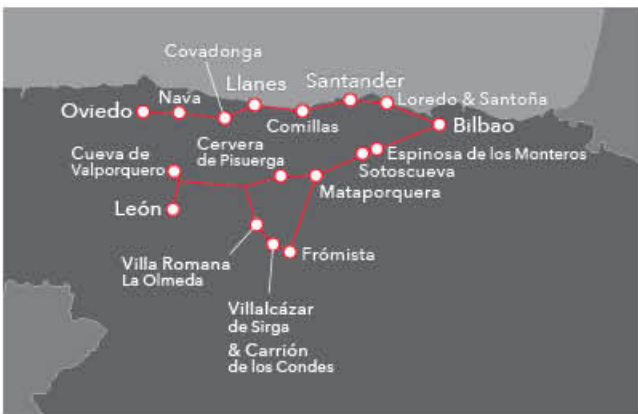 Covadonga
Llanes
Santander
Nava
Loredo & Santoña
Oviedo
Comillas
Bilbao
Cueva de
Valporquero
Cervera
de Pisuerga
Espinosa de los Monteros
Sotoscueva
Mataporquera
León
Villa Romana
La Olmeda
Frómista
Villalcázar
de Sirga
& Carrión
de los Condes